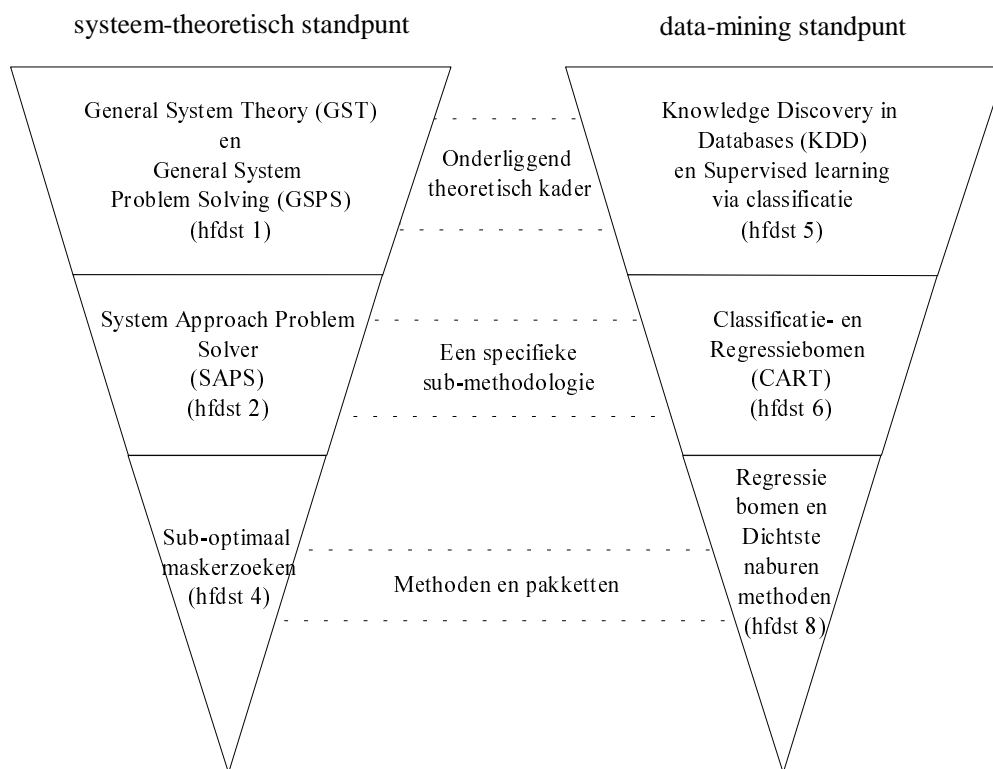 systeem-theoretisch standpunt
data-mining standpunt
General System Theory (GST)
en
General System
Problem Solving (GSPS)
(hfdst 1)
Onderliggend
theoretisch kader
Knowledge Discovery in
Databases (KDD)
en Supervised learning
via classificatie
(hfdst 5)
System Approach Problem
Solver
(SAPS)
(hfdst 2)
Een specifieke
sub-methodologie
Classificatie- en
Regressiebomen
(CART)
(hfdst 6)
Sub-optimaal
maskerzoeken
(hfdst 4)
Methoden en pakketten
Regressie
bomen en
Dichtste
naburen
methoden
(hfdst 8)